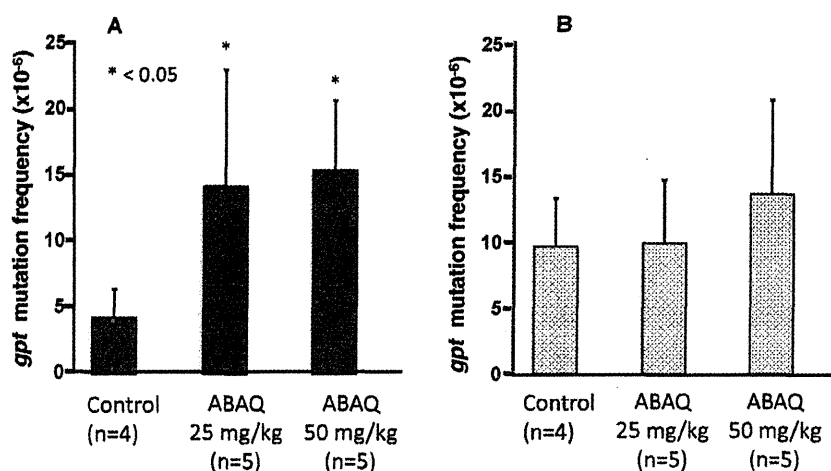 A
gpt mutation frequency (x10⁻⁶)
25
20
15
10
5
0
* < 0.05
*
*
Control
(n=4)
ABAQ
25 mg/kg
(n=5)
ABAQ
50 mg/kg
(n=5)
B
gpt mutation frequency (x10⁻⁶)
25
20
15
10
5
0
Control
(n=4)
ABAQ
25 mg/kg
(n=5)
ABAQ
50 mg/kg
(n=5)